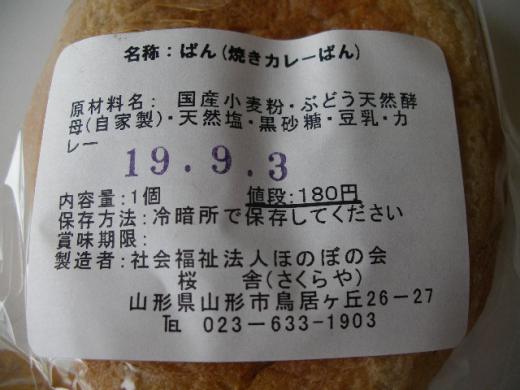 名称：ぱん(焼きカレーぱん)
原材料名：国産小麦粉・ぶどう天然酵
母(自家製)・天然塩・黒砂糖・豆乳・カ
レー
19.9.3
内容量：1個 値段：180円
保存方法：冷暗所で保存してください
賞味期限：
製造者：社会福祉法人ほのぼの会
桜 舎(さくらや)
山形県山形市鳥居ヶ丘26－27
℡ 023－633－1903